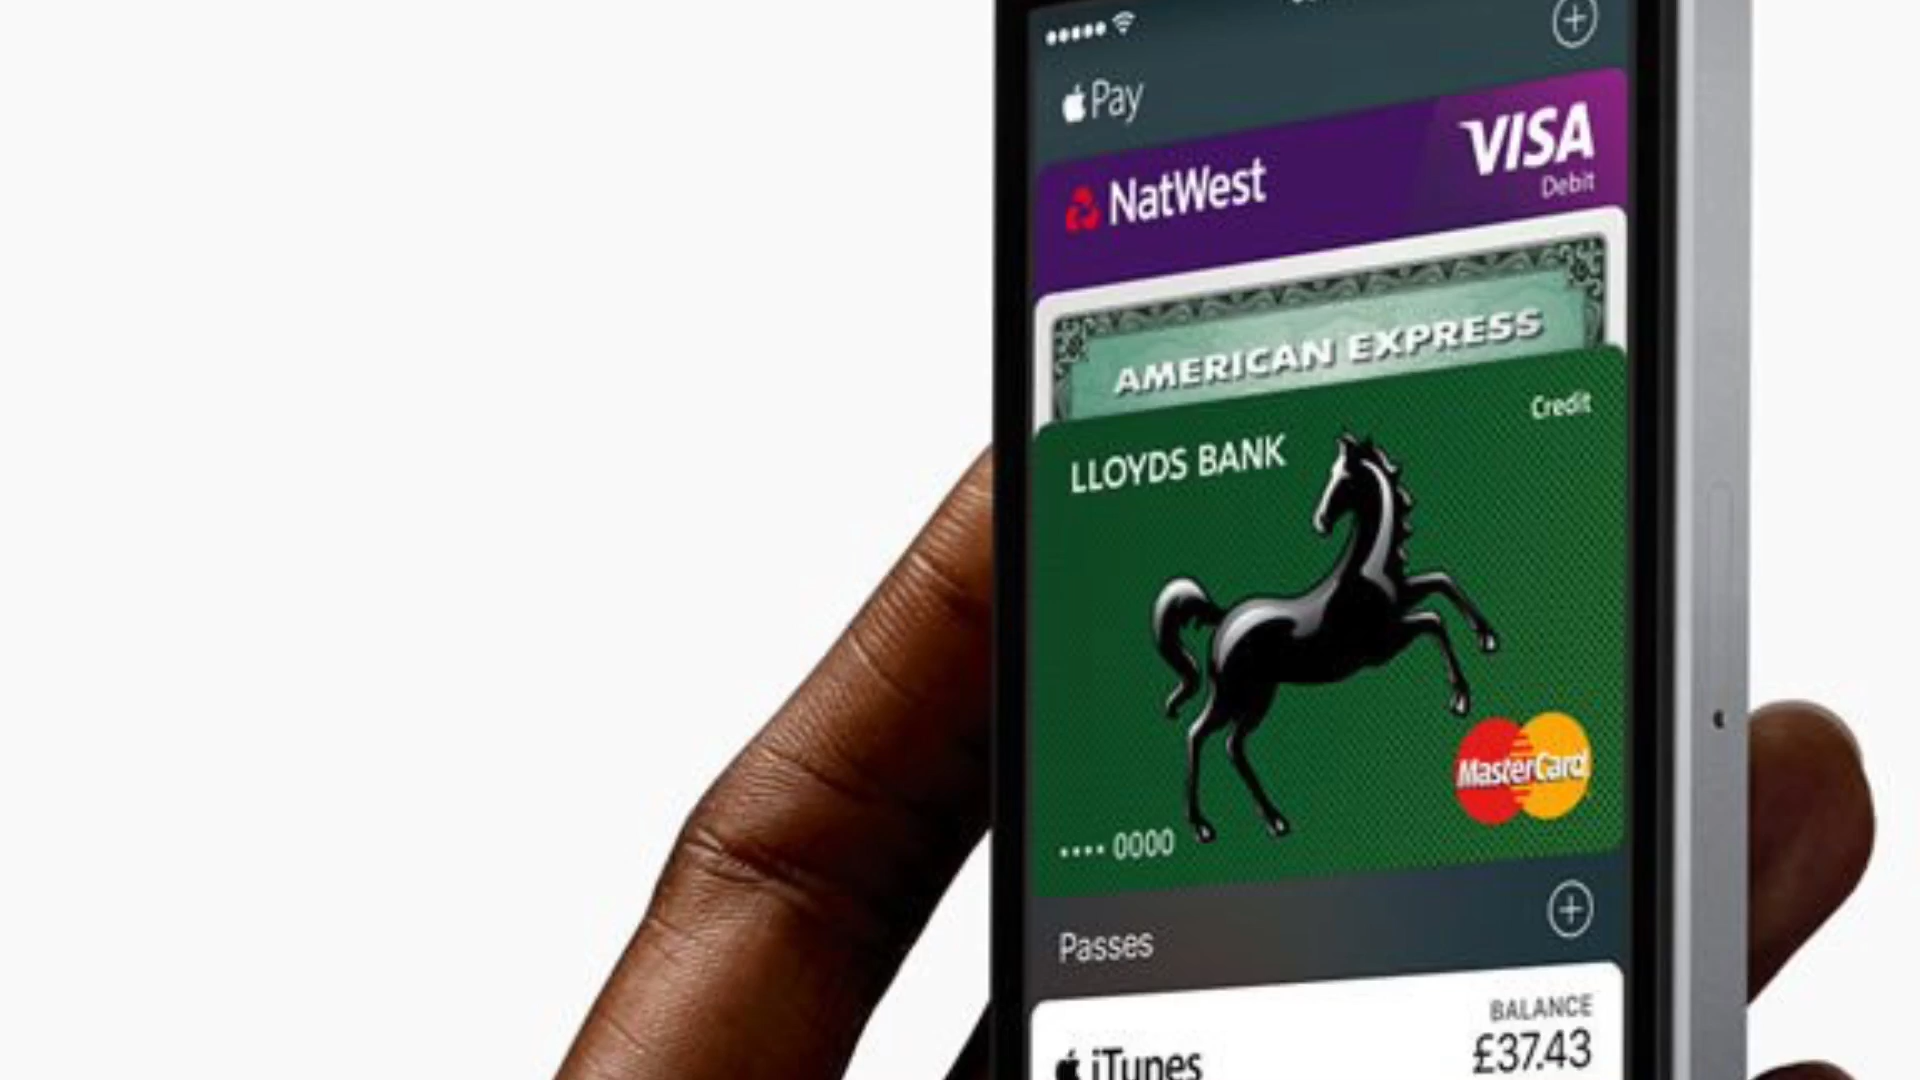 Pay
NatWest
VISA
Debit
AMERICAN EXPRESS
Credit
LLOYDS BANK
MasterCard
•••• 0000
Passes
BALANCE
iTunes
£37.43